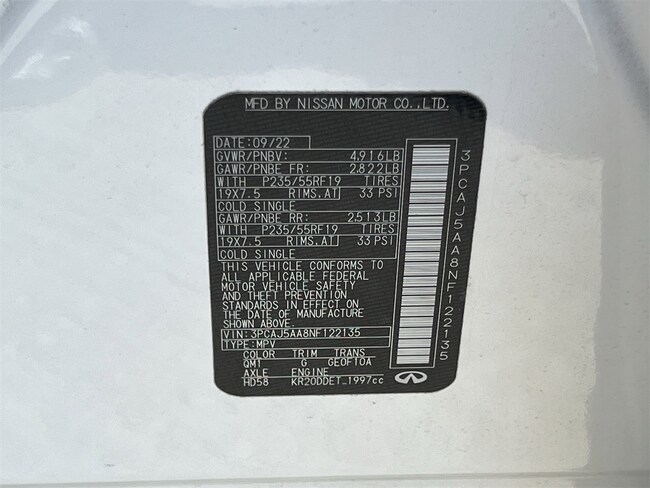 MFD BY NISSAN MOTOR CO.,LTD.
DATE:09/22
GVWR/PNBV: 4,916LB
GAWR/PNBE FR: 2,822LB
WITH P235/55RF19 TIRES
19X7.5 RIMS,AT 33 PSI
COLD SINGLE
GAWR/PNBE RR: 2,513LB
WITH P235/55RF19 TIRES
19X7.5 RIMS,AT 33 PSI
COLD SINGLE
THIS VEHICLE CONFORMS TO
ALL APPLICABLE FEDERAL
MOTOR VEHICLE SAFETY
AND THEFT PREVENTION
STANDARDS IN EFFECT ON
THE DATE OF MANUFACTURE
SHOWN ABOVE.
VIN:3PCAJ5AA8NF122135
TYPE:MPV
COLOR TRIM TRANS
QM1 G GE0F10A
AXLE ENGINE
HD58 KR20DDET 1997cc
3PCAJ5AA8NF122135